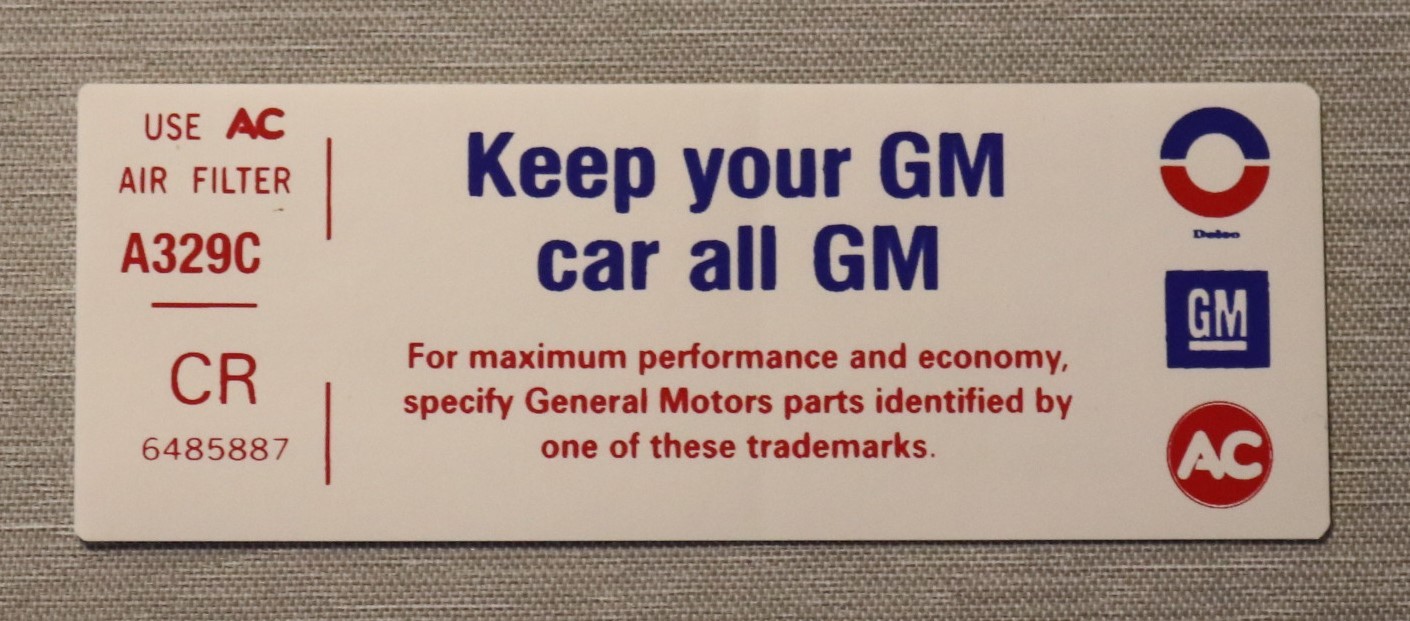 USE AC
AIR FILTER
A329C
CR
6485887
Keep your GM
car all GM
For maximum performance and economy,
specify General Motors parts identified by
one of these trademarks.
Delco
GM
AC